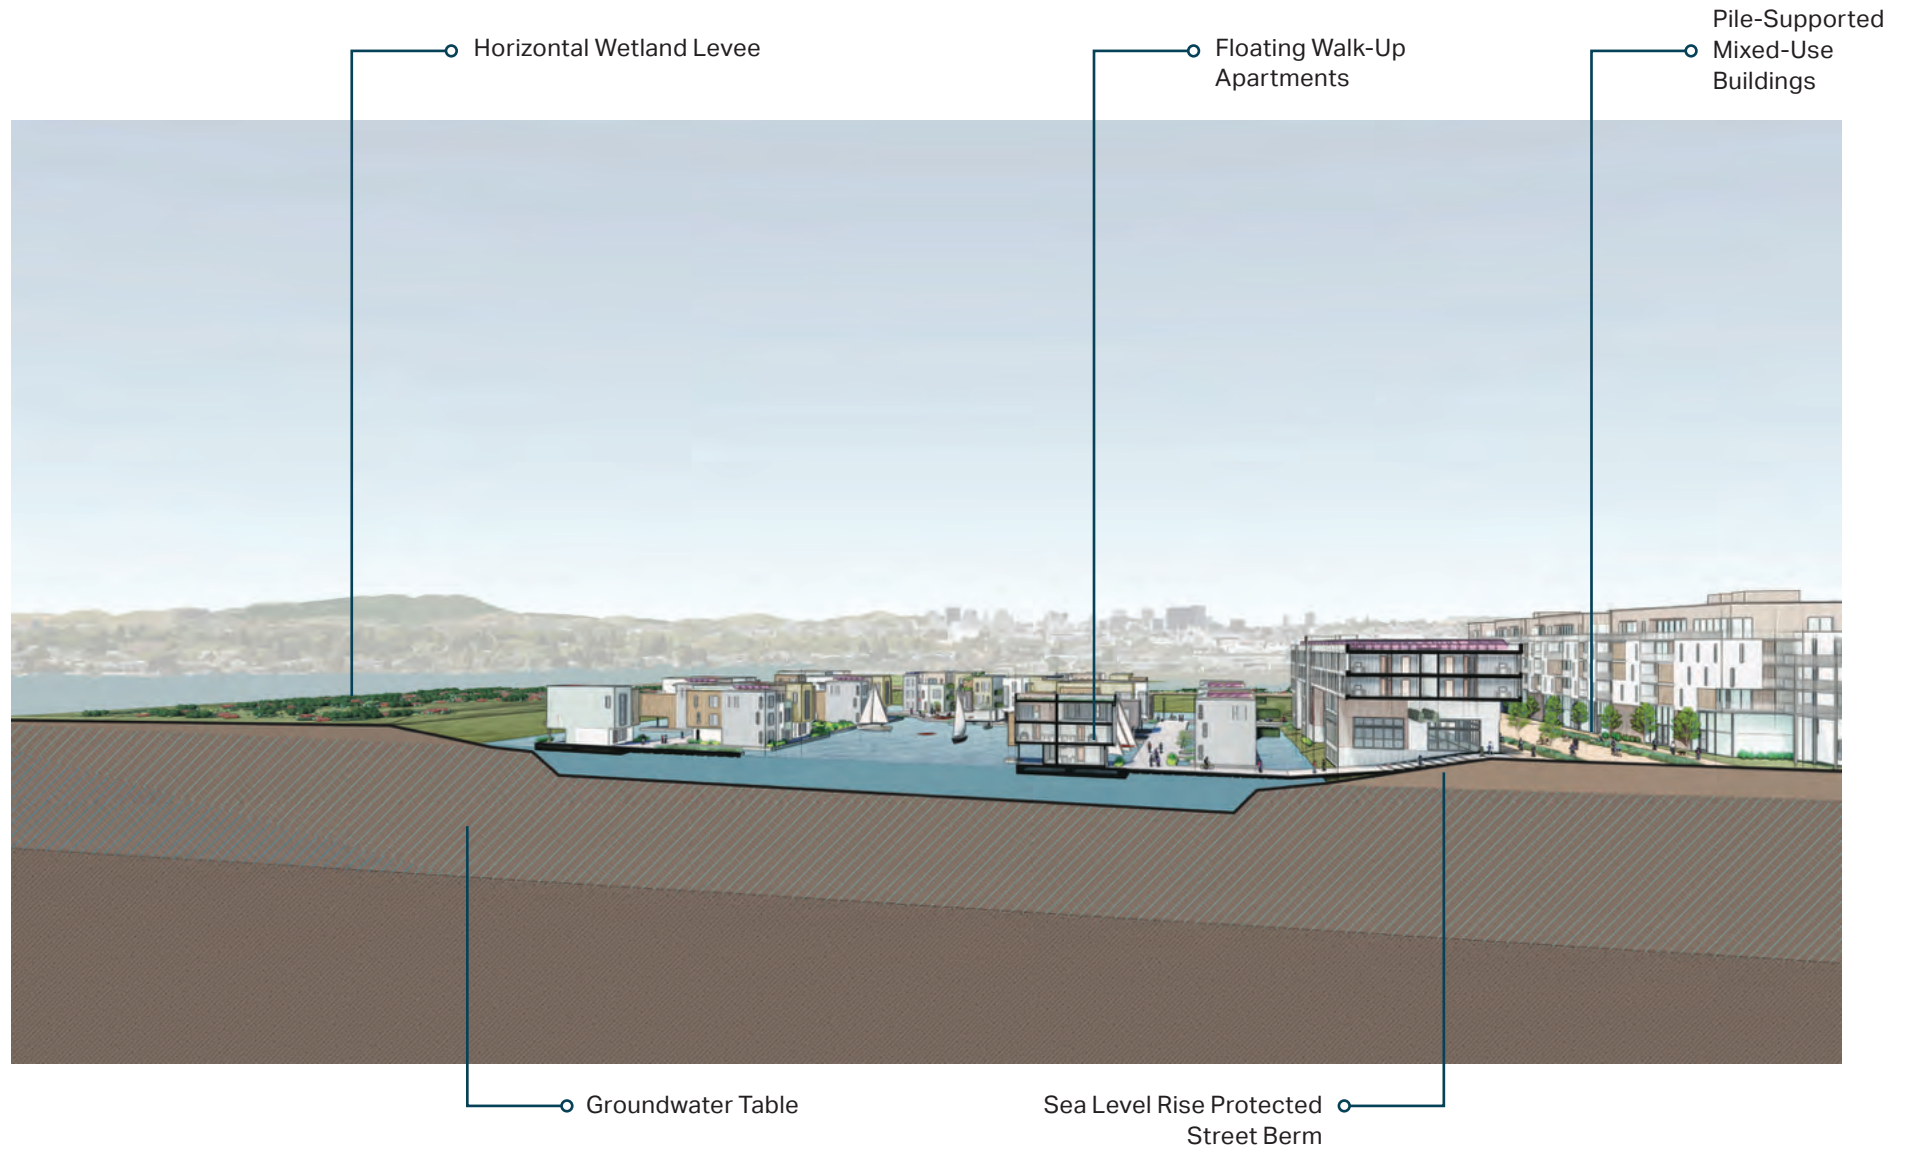 Horizontal Wetland Levee
Floating Walk-Up
Apartments
Pile-Supported
Mixed-Use
Buildings
Groundwater Table
Sea Level Rise Protected
Street Berm